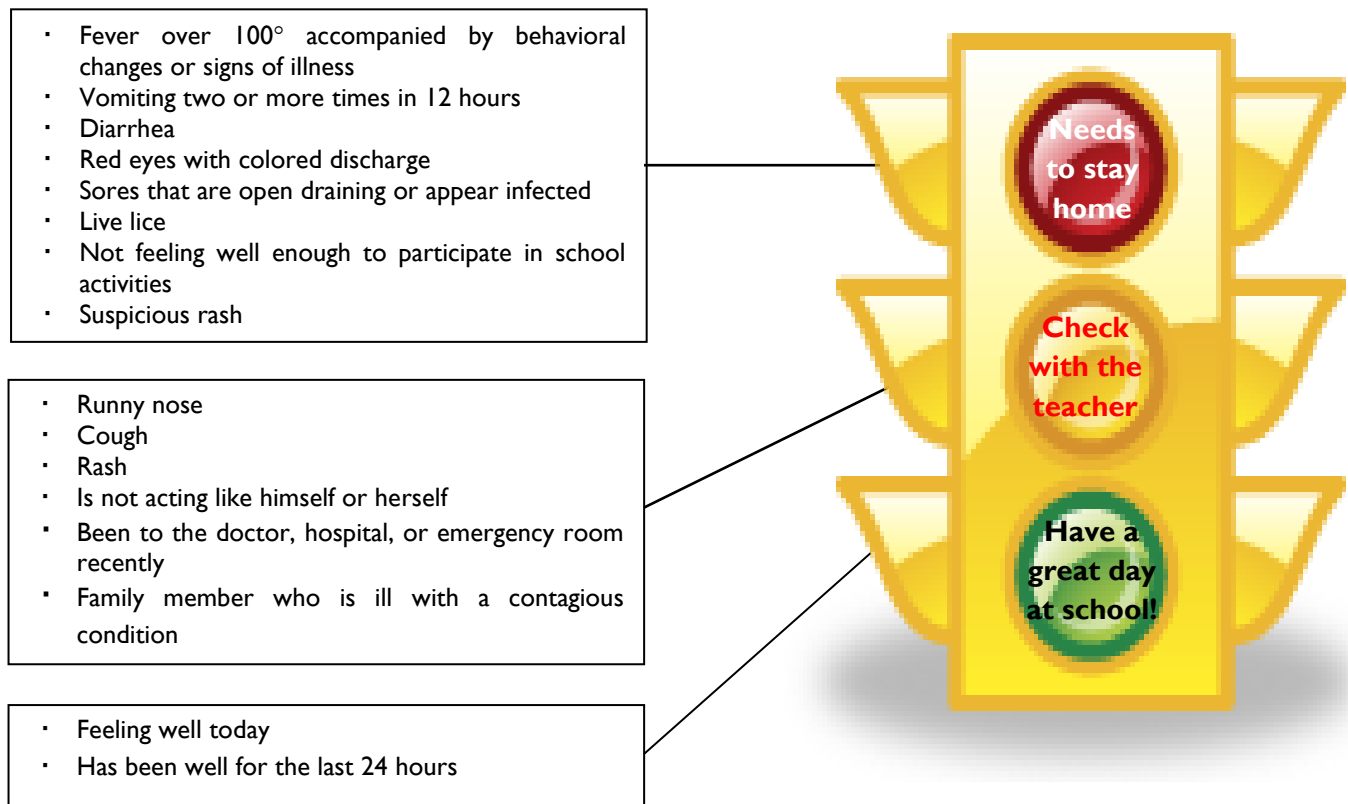 · Fever over 100° accompanied by behavioral
changes or signs of illness
· Vomiting two or more times in 12 hours
· Diarrhea
· Red eyes with colored discharge
· Sores that are open draining or appear infected
· Live lice
· Not feeling well enough to participate in school
activities
· Suspicious rash
Needs
to stay
home
· Runny nose
· Cough
· Rash
· Is not acting like himself or herself
· Been to the doctor, hospital, or emergency room
recently
· Family member who is ill with a contagious
condition
Check
with the
teacher
· Feeling well today
· Has been well for the last 24 hours
Have a
great day
at school!